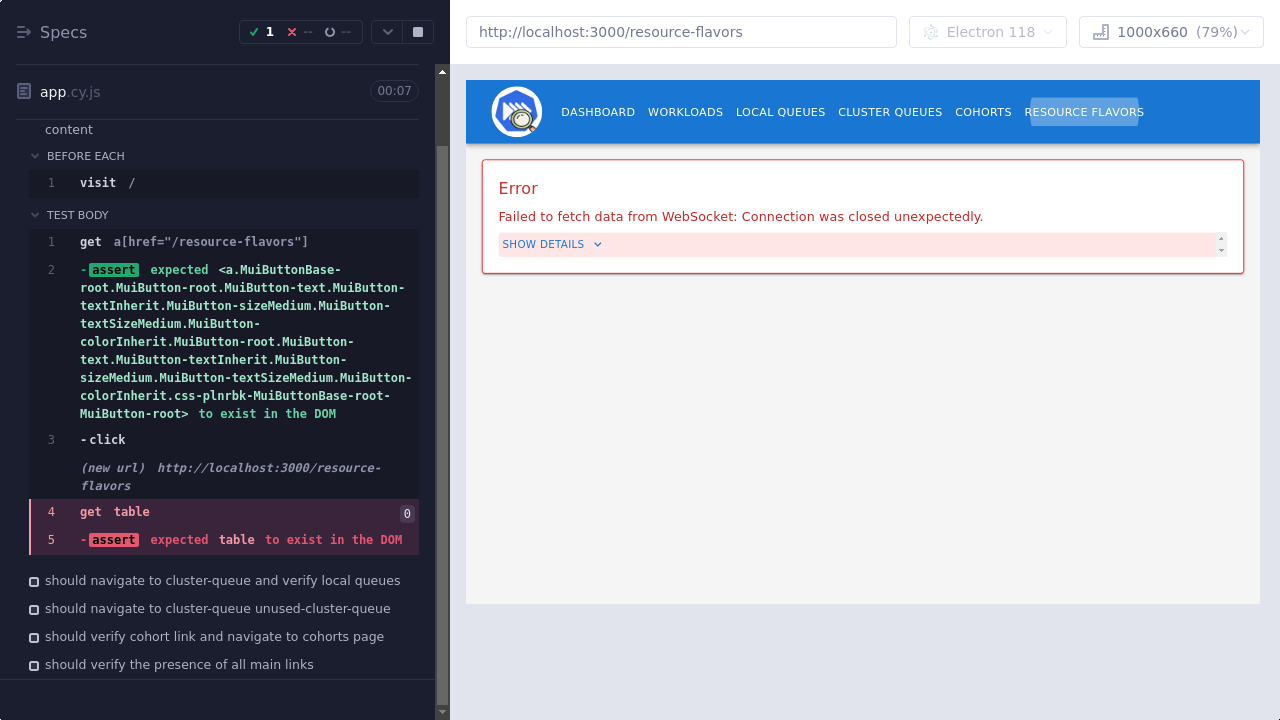 Specs
1
--
--
http://localhost:3000/resource-flavors
Electron 118
1000x660 (79%)
app.cy.js
00:07
content
BEFORE EACH
1 visit /
TEST BODY
1 get a[href="/resource-flavors"]
2 -assert expected <a.MuiButtonBase-
root.MuiButton-root.MuiButton-text.MuiButton-
textInherit.MuiButton-sizeMedium.MuiButton-
textSizeMedium.MuiButton-
colorInherit.MuiButton-root.MuiButton-
text.MuiButton-textInherit.MuiButton-
sizeMedium.MuiButton-textSizeMedium.MuiButton-
colorInherit.css-plnrbk-MuiButtonBase-root-
MuiButton-root> to exist in the DOM
3 -click
(new url) http://localhost:3000/resource-
flavors
4 get table 0
5 -assert expected table to exist in the DOM
should navigate to cluster-queue and verify local queues
should navigate to cluster-queue unused-cluster-queue
should verify cohort link and navigate to cohorts page
should verify the presence of all main links
DASHBOARD WORKLOADS LOCAL QUEUES CLUSTER QUEUES COHORTS RESOURCE FLAVORS
Error
Failed to fetch data from WebSocket: Connection was closed unexpectedly.
SHOW DETAILS